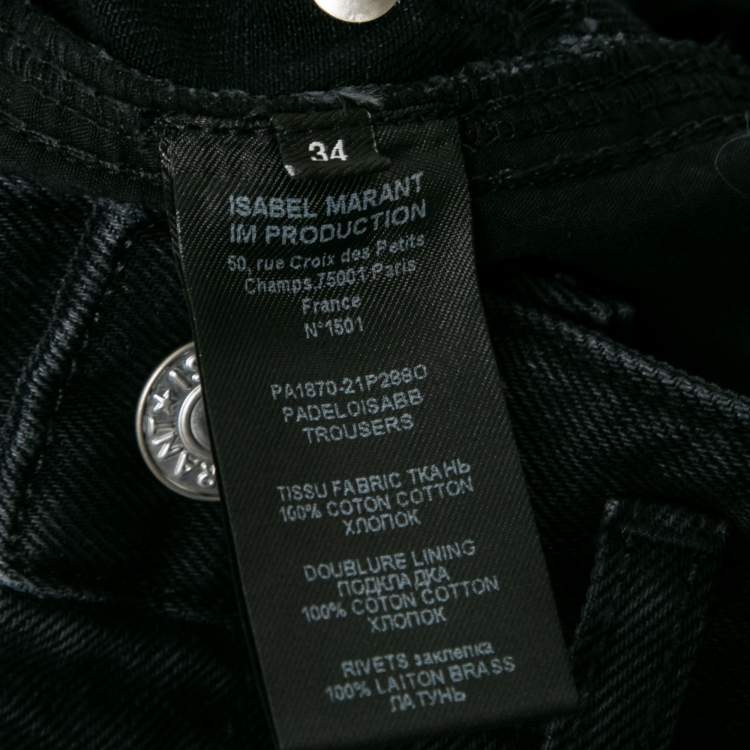 34
ISABEL MARANT
IM PRODUCTION
50, rue Croix des Petits
Champs,75001 Paris
France
N°1501
PA1870-21P288O
PADELOISABB
TROUSERS
TISSU FABRIC ТКАНЬ
100% COTON COTTON
ХЛОПОК
DOUBLURE LINING
ПОДКЛАДКА
100% COTON COTTON
ХЛОПОК
RIVETS заклепка
100% LAITON BRASS
ЛАТУНЬ